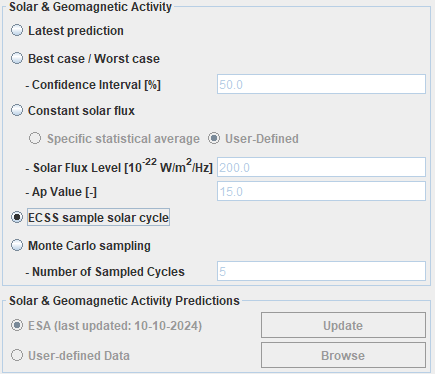 Solar & Geomagnetic Activity
Latest prediction
Best case / Worst case
- Confidence Interval [%] 50.0
Constant solar flux
Specific statistical average User-Defined
- Solar Flux Level [10^-22 W/m^2/Hz] 200.0
- Ap Value [-] 15.0
ECSS sample solar cycle
Monte Carlo sampling
- Number of Sampled Cycles 5
Solar & Geomagnetic Activity Predictions
ESA (last updated: 10-10-2024) Update
User-defined Data Browse